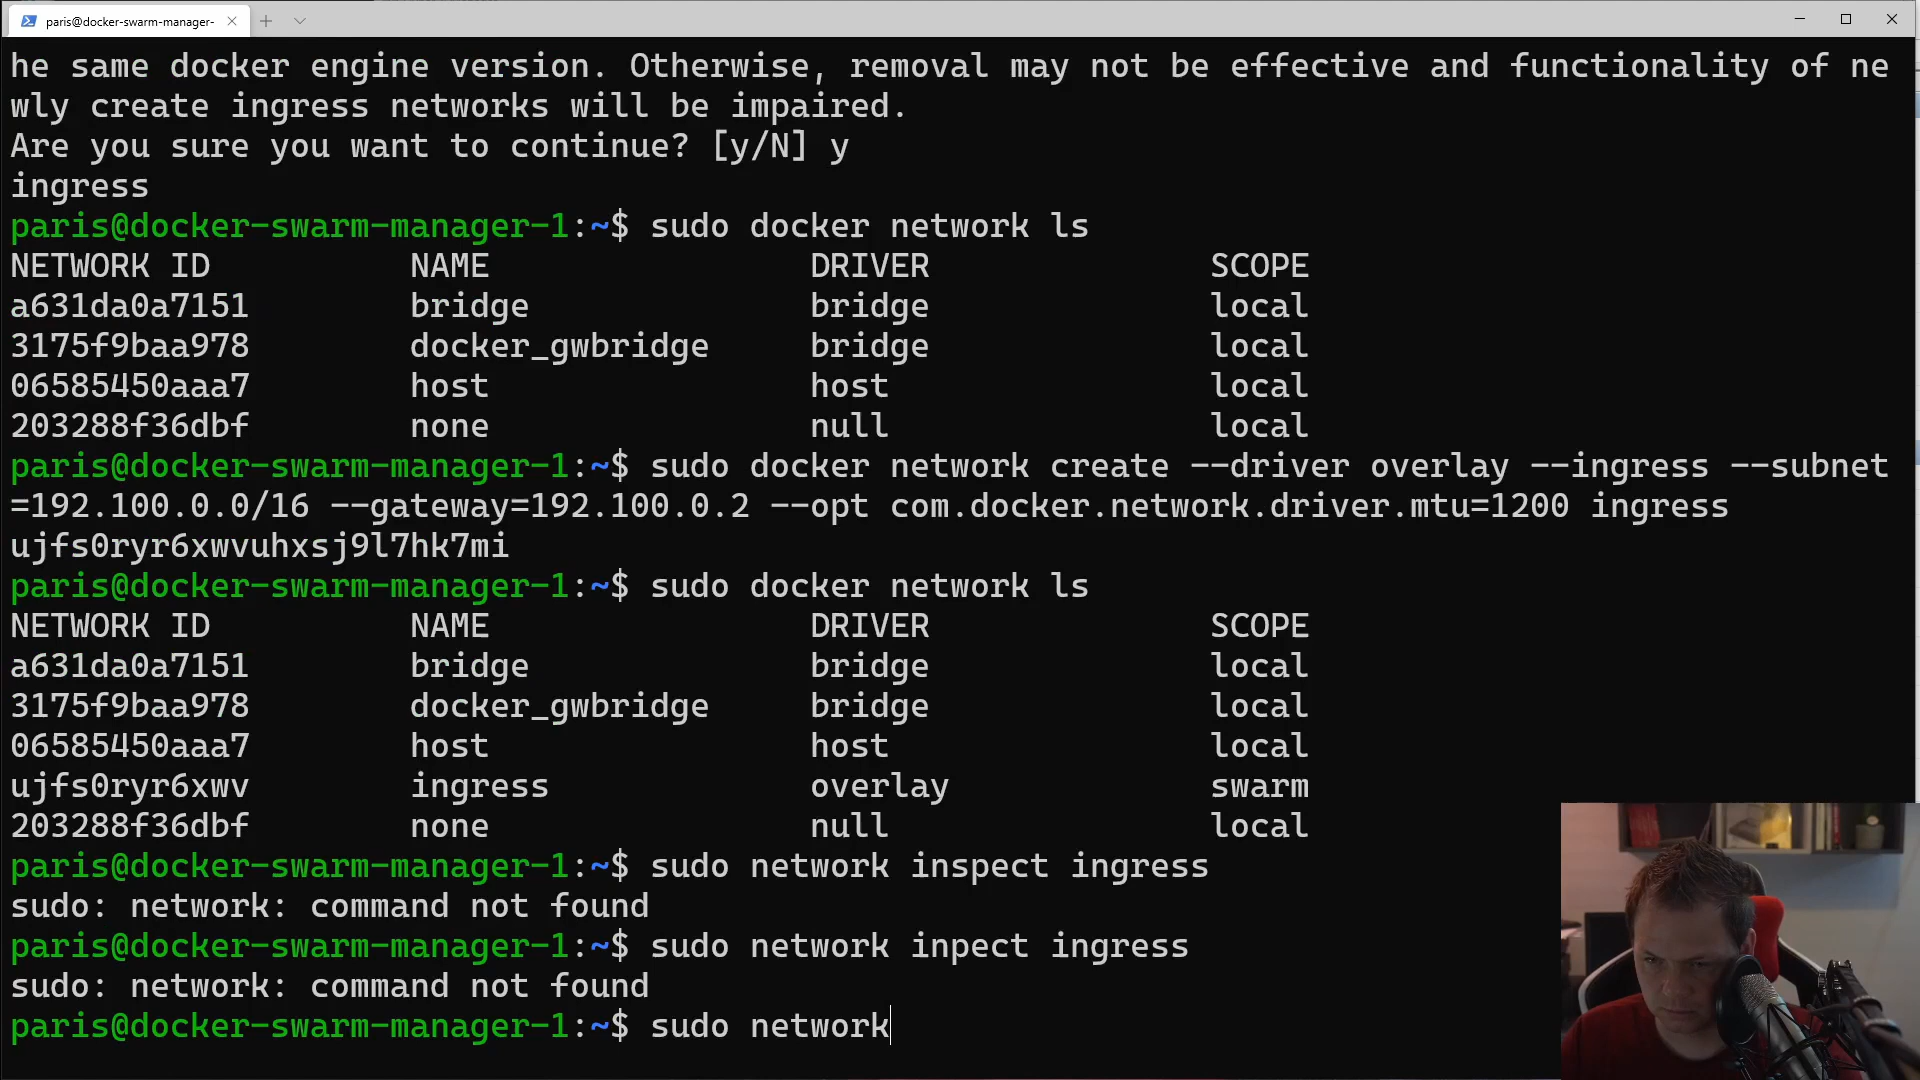 paris@docker-swarm-manager-
he same docker engine version. Otherwise, removal may not be effective and functionality of ne
wly create ingress networks will be impaired.
Are you sure you want to continue? [y/N] y
ingress
paris@docker-swarm-manager-1:~$ sudo docker network ls
NETWORK ID          NAME                DRIVER              SCOPE
a631da0a7151        bridge              bridge              local
3175f9baa978        docker_gwbridge     bridge              local
06585450aaa7        host                host                local
203288f36dbf        none                null                local
paris@docker-swarm-manager-1:~$ sudo docker network create --driver overlay --ingress --subnet
=192.100.0.0/16 --gateway=192.100.0.2 --opt com.docker.network.driver.mtu=1200 ingress
ujfs0ryr6xwvuhxsj9l7hk7mi
paris@docker-swarm-manager-1:~$ sudo docker network ls
NETWORK ID          NAME                DRIVER              SCOPE
a631da0a7151        bridge              bridge              local
3175f9baa978        docker_gwbridge     bridge              local
06585450aaa7        host                host                local
ujfs0ryr6xwv        ingress             overlay             swarm
203288f36dbf        none                null                local
paris@docker-swarm-manager-1:~$ sudo network inspect ingress
sudo: network: command not found
paris@docker-swarm-manager-1:~$ sudo network inpect ingress
sudo: network: command not found
paris@docker-swarm-manager-1:~$ sudo network